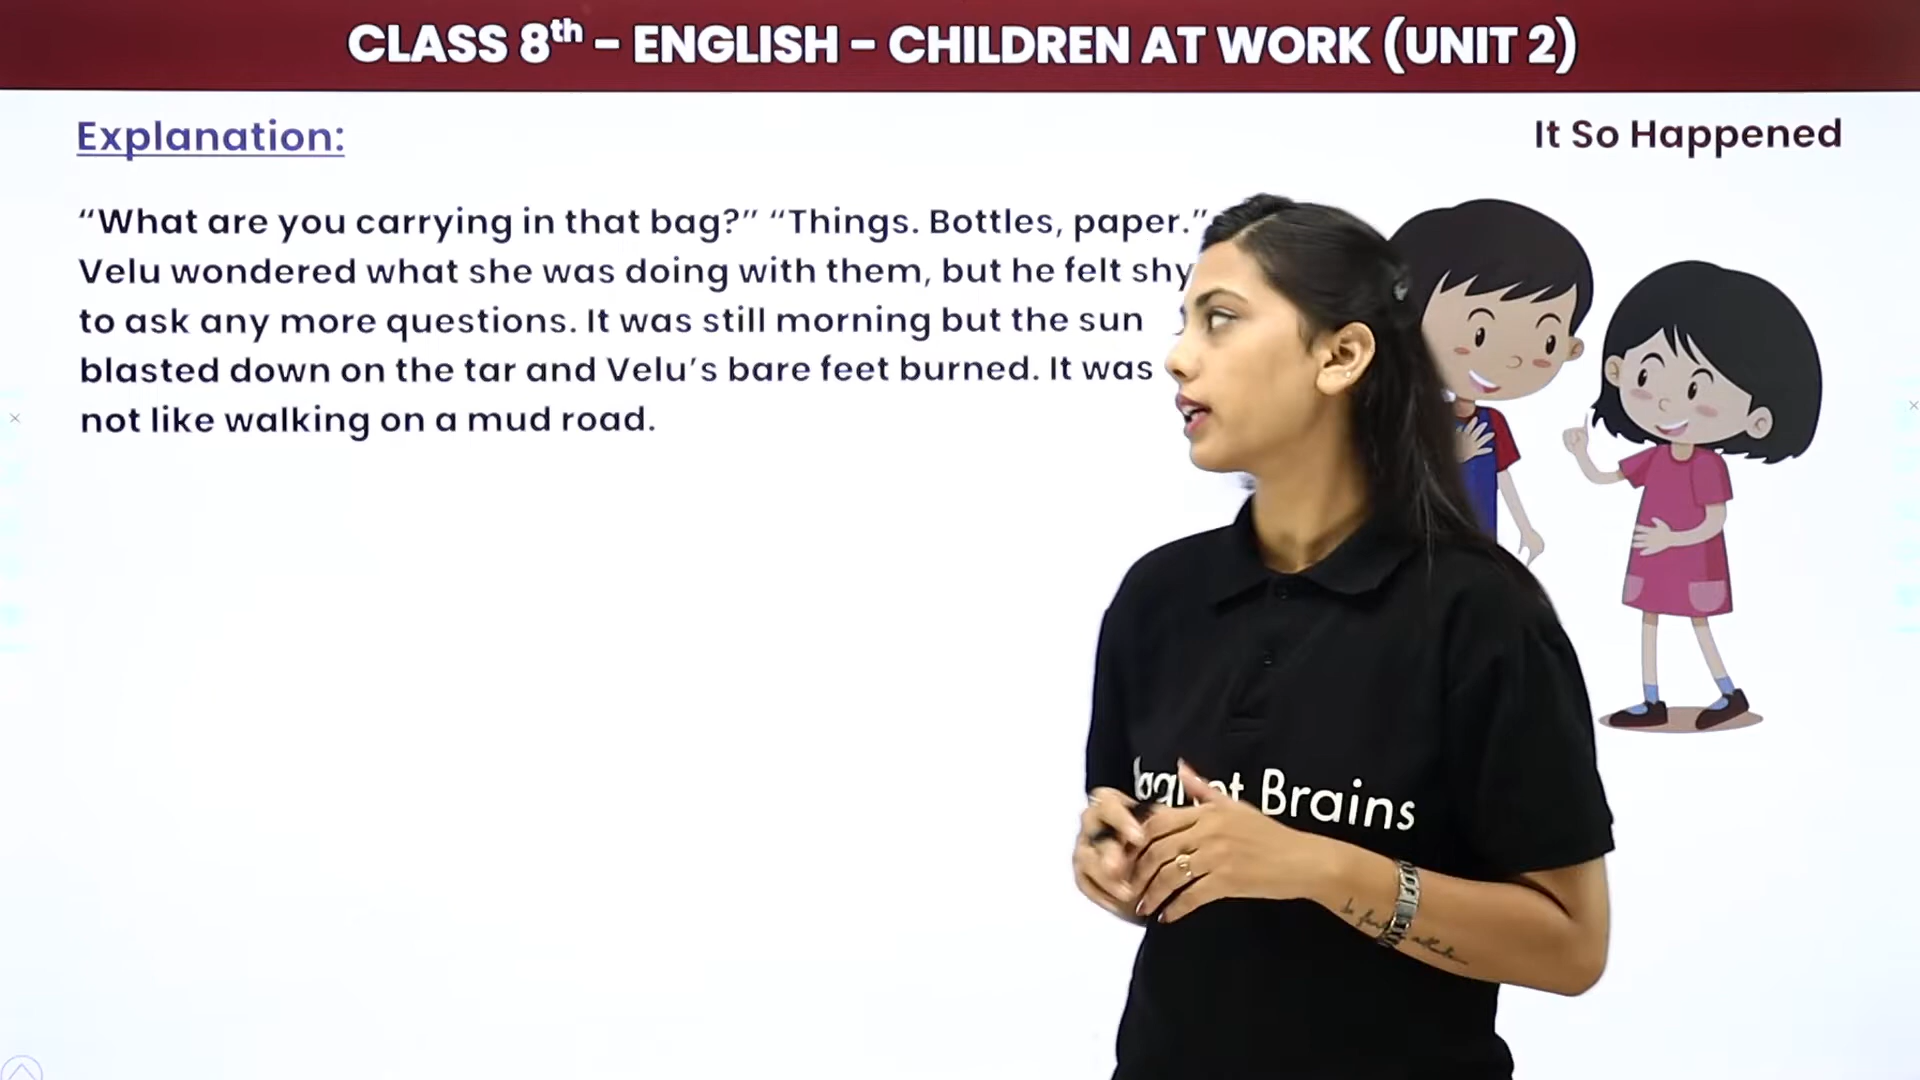 CLASS 8th – ENGLISH – CHILDREN AT WORK (UNIT 2)
Explanation:
It So Happened
“What are you carrying in that bag?” “Things. Bottles, paper.”
Velu wondered what she was doing with them, but he felt shy
to ask any more questions. It was still morning but the sun
blasted down on the tar and Velu’s bare feet burned. It was
not like walking on a mud road.
Brains